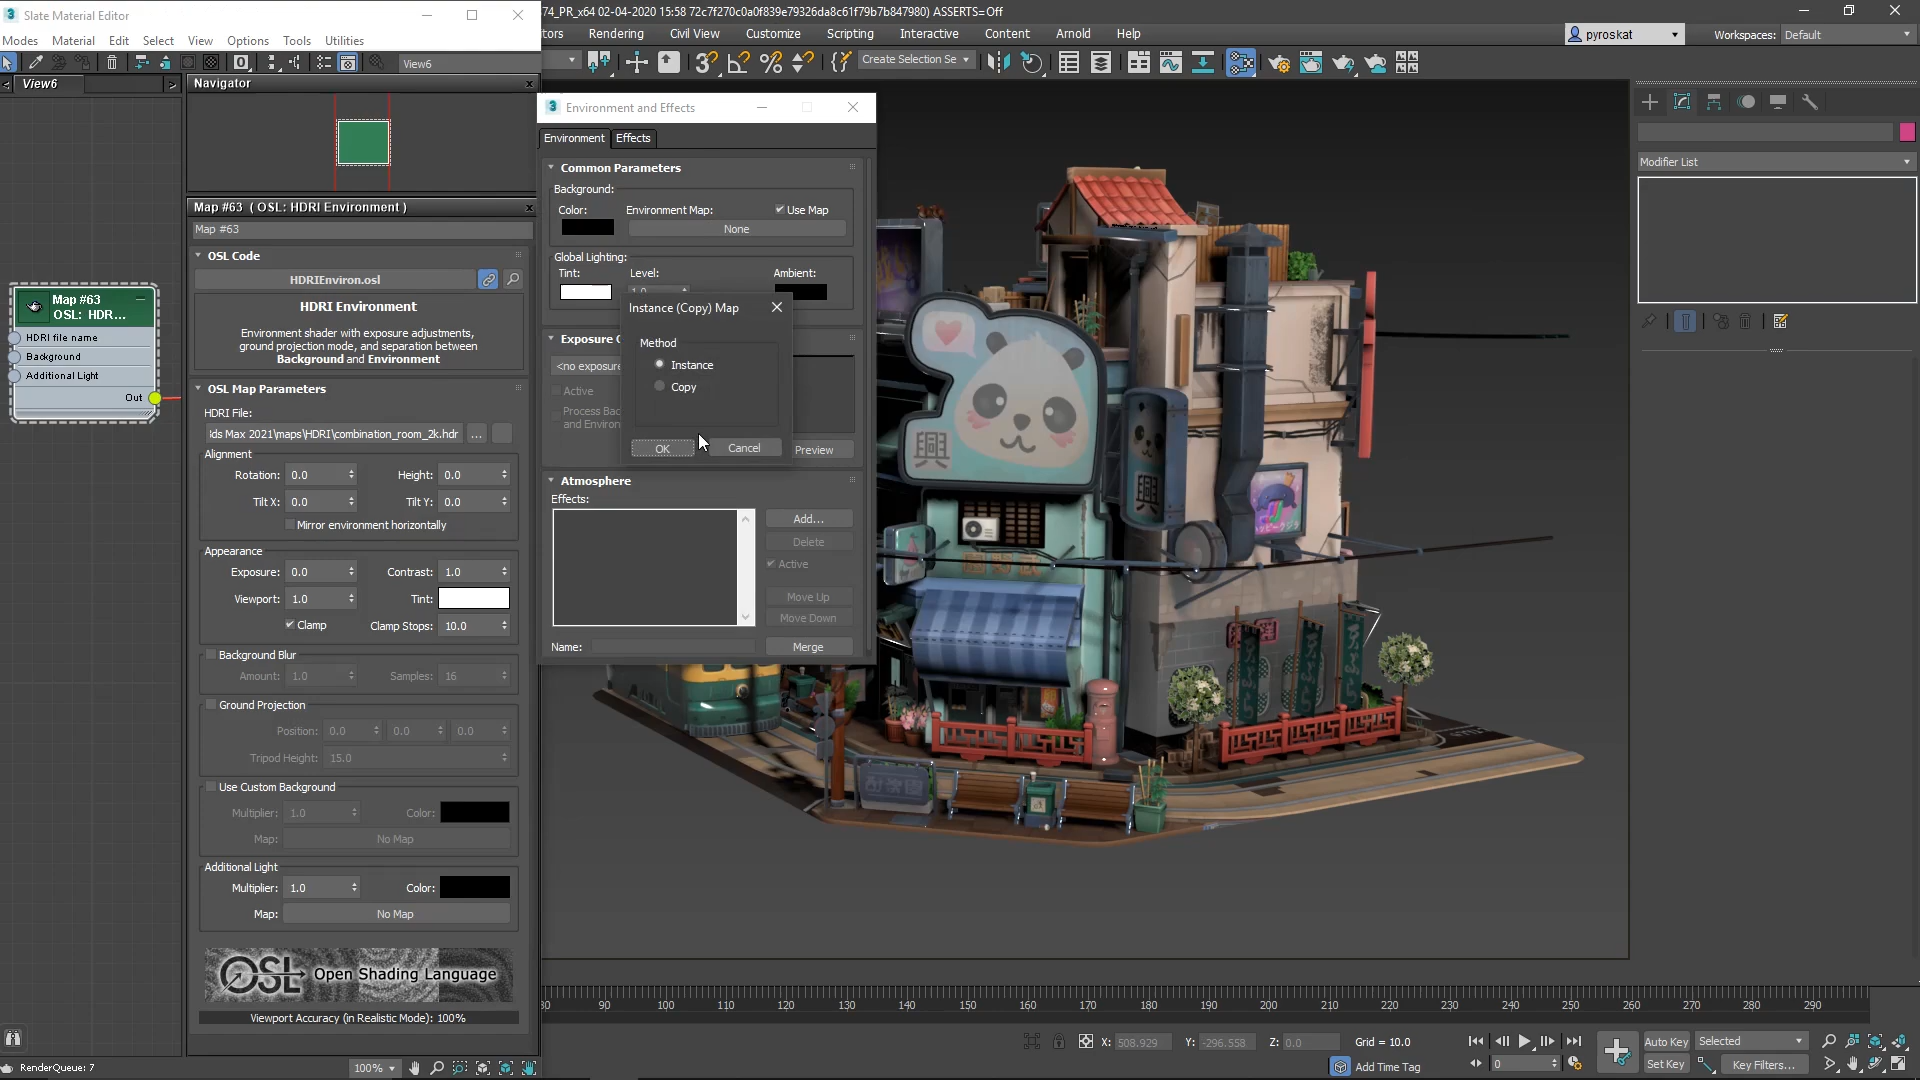 Slate Material Editor
Modes Material Edit Select View Options Tools Utilities
View6
View6
Navigator
Map #63
OSL: HDR...
HDRI file name
Background
Additional Light
Out
Map #63 ( OSL: HDRI Environment )
Map #63
OSL Code
HDRIEnviron.osl
HDRI Environment
Environment shader with exposure adjustments,
ground projection mode, and separation between
Background and Environment
OSL Map Parameters
HDRI File:
ds Max 2021\maps\HDRI\combination_room_2k.hdr ...
Alignment
Rotation: 0.0 Height: 0.0
Tilt X: 0.0 Tilt Y: 0.0
Mirror environment horizontally
Appearance
Exposure: 0.0 Contrast: 1.0
Viewport: 1.0 Tint:
Clamp Clamp Stops: 10.0
Background Blur
Amount: 1.0 Samples: 16
Ground Projection
Position: 0.0 0.0 0.0
Tripod Height: 15.0
Use Custom Background
Multiplier: 1.0 Color:
Map: No Map
Additional Light
Multiplier: 1.0 Color:
Map: No Map
OSL Open Shading Language
Viewport Accuracy (in Realistic Mode): 100%
RenderQueue: 7
100%
74_PR_x64 02-04-2020 15:58 72c7f270c0a0f839e79326da8c61f79b7b847980) ASSERTS=Off
tors Rendering Civil View Customize Scripting Interactive Content Arnold Help
pyroskat
Workspaces: Default
Create Selection Se
Environment and Effects
Environment Effects
Common Parameters
Background:
Color: Environment Map: Use Map
None
Global Lighting:
Tint: Level: Ambient:
1.0
Exposure C
<no exposure
Active
Process Bac
and Environ
Preview
Instance (Copy) Map
Method
Instance
Copy
OK Cancel
Atmosphere
Effects:
Add...
Delete
Active
Move Up
Move Down
Name:
Merge
興
興
Modifier List
80 90 100 110 120 130 140 150 160 170 180 190 200 210 220 230 240 250 260 270 280 290
X: 508.929 Y: -296.558 Z: 0.0 Grid = 10.0
Add Time Tag
0
Auto Key Selected
Set Key Key Filters...